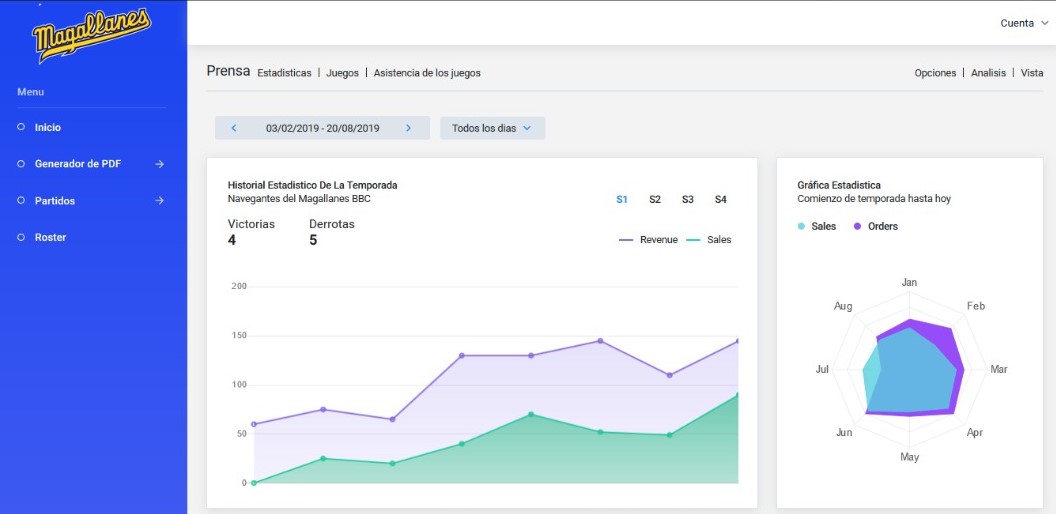 Magallanes
Cuenta
Menu
Inicio
Generador de PDF
Partidos
Roster
Prensa Estadisticas | Juegos | Asistencia de los juegos
Opciones | Analisis | Vista
03/02/2019 - 20/08/2019
Todos los dias
Historial Estadistico De La Temporada
Navegantes del Magallanes BBC
S1 S2 S3 S4
Victorias Derrotas
4 5
Revenue Sales
200
150
100
50
0
Gráfica Estadistica
Comienzo de temporada hasta hoy
Sales Orders
Jan
Aug Feb
Jul Mar
Jun Apr
May